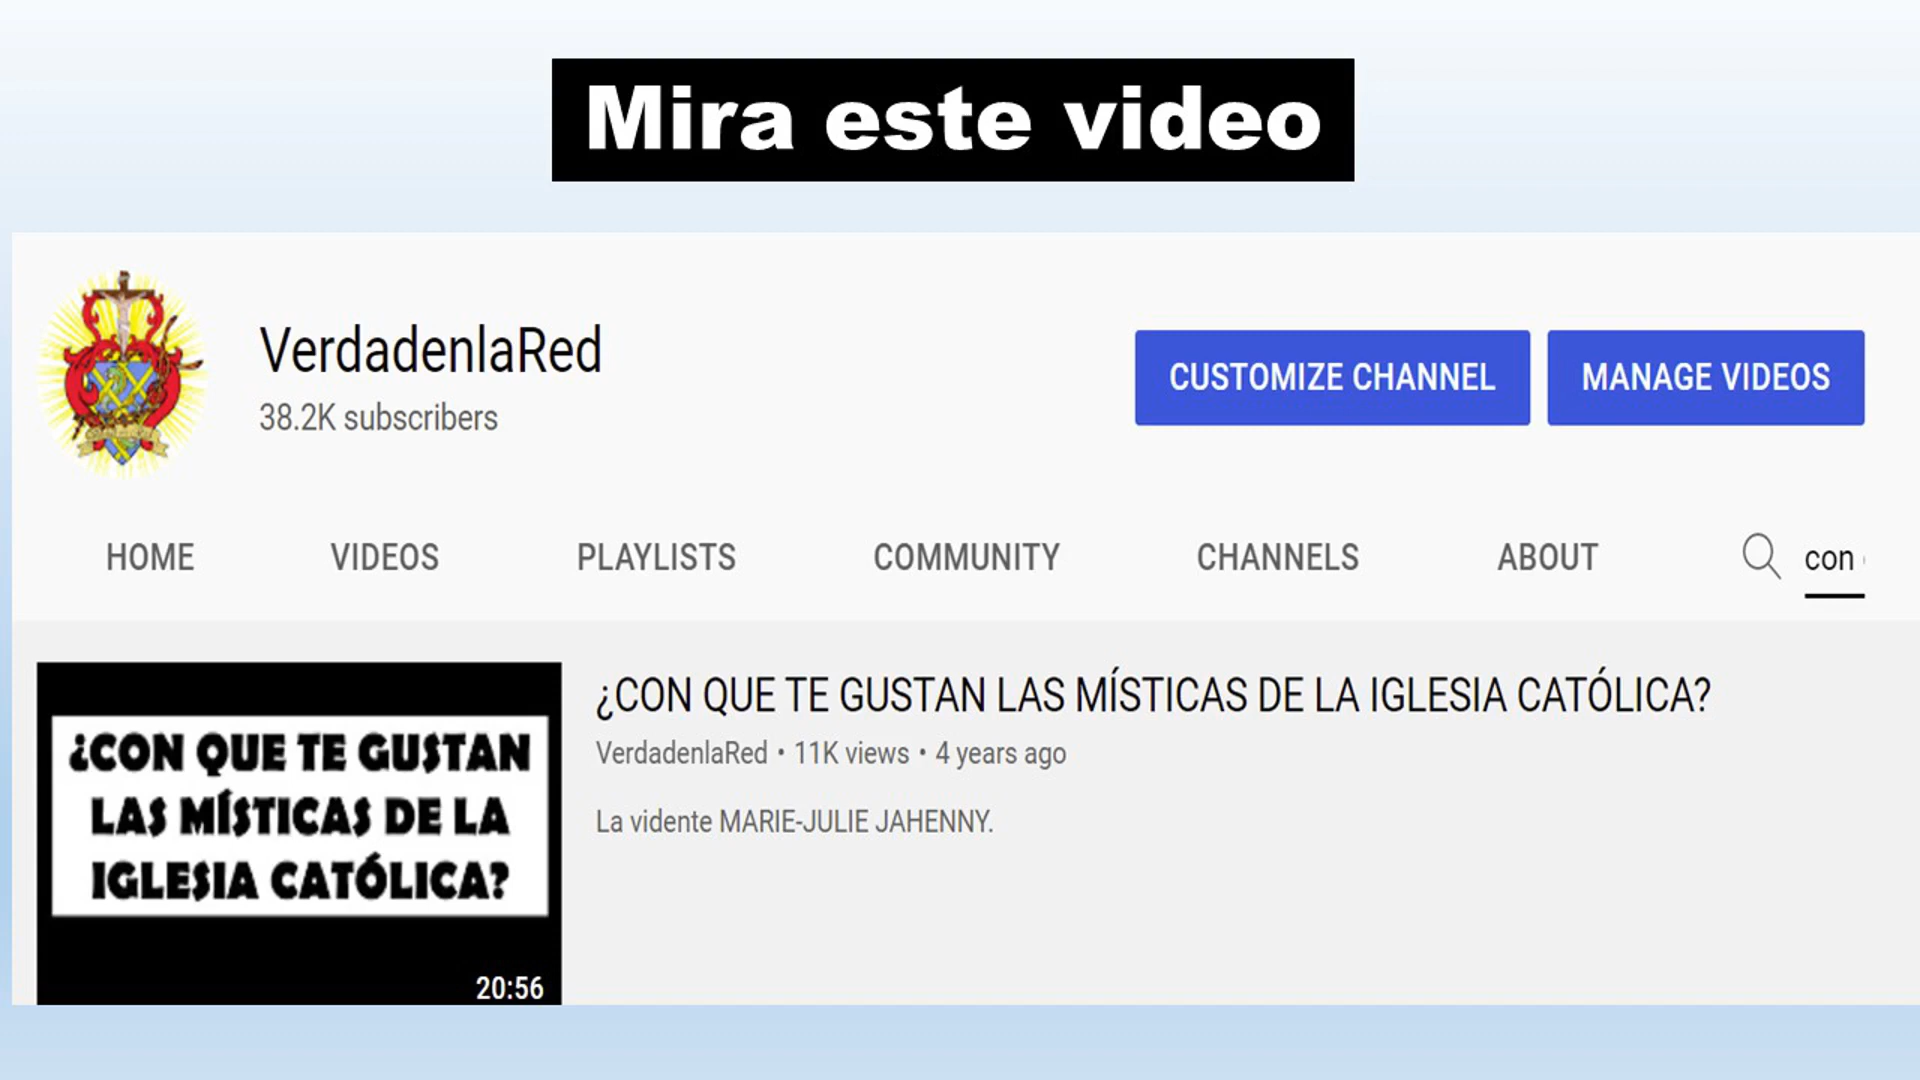 Mira este video
VerdadenlaRed
38.2K subscribers
CUSTOMIZE CHANNEL
MANAGE VIDEOS
HOME
VIDEOS
PLAYLISTS
COMMUNITY
CHANNELS
ABOUT
con
¿CON QUE TE GUSTAN
LAS MÍSTICAS DE LA
IGLESIA CATÓLICA?
20:56
¿CON QUE TE GUSTAN LAS MÍSTICAS DE LA IGLESIA CATÓLICA?
VerdadenlaRed • 11K views • 4 years ago
La vidente MARIE-JULIE JAHENNY.